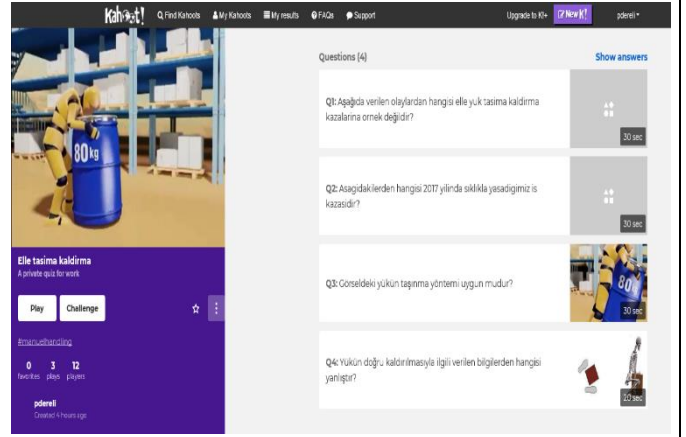 Kahoot!
Find Kahoots
My Kahoots
My results
FAQs
Support
Upgrade to K!+
New K!
pdereli
Questions (4)
Show answers
80 kg
Q1: Aşağıda verilen olaylardan hangisi elle yuk tasima kaldirma
kazalarina ornek değildir?
30 sec
Q2: Asagidakilerden hangisi 2017 yilinda siklikla yasadigimiz is
kazasidir?
30 sec
Elle tasima kaldirma
A private quiz for work
Play
Challenge
Q3: Görseldeki yükün taşınma yöntemi uygun mudur?
80
30 sec
#manuelhandling
0 3 12
favorites plays players
Q4: Yükün doğru kaldırılmasıyla ilgili verilen bilgilerden hangisi
yanlıştır?
20 sec
pdereli
Created 4 hours ago